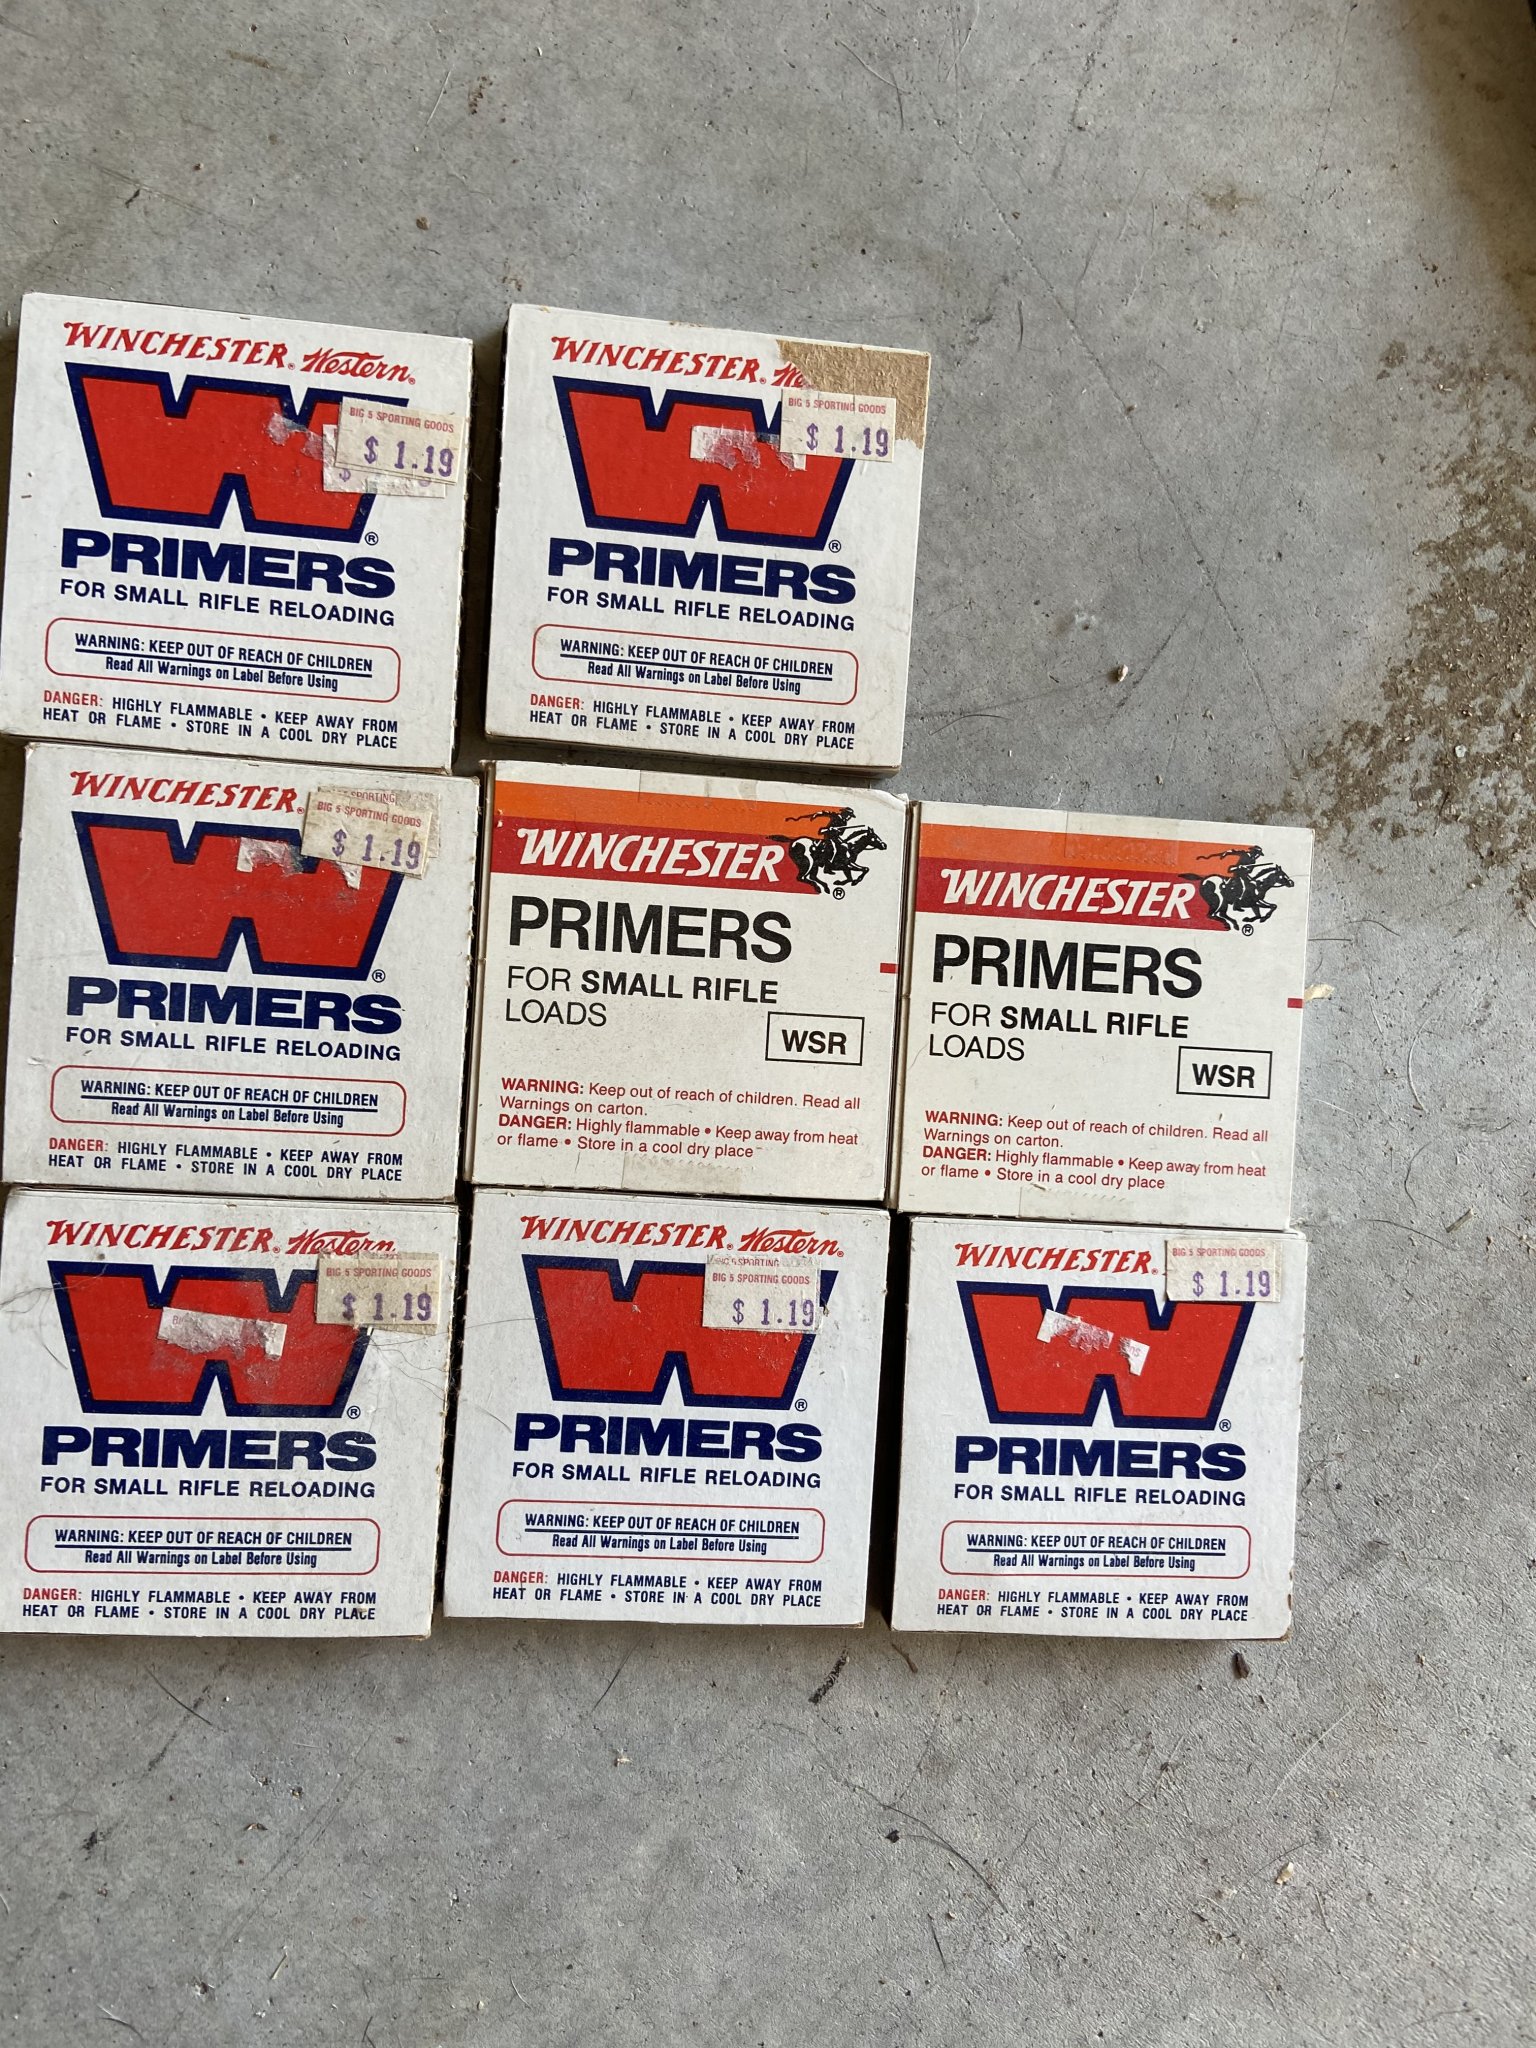 WINCHESTER® Western®
BIG 5 SPORTING GOODS
$ 1.19
$
W®
PRIMERS
FOR SMALL RIFLE RELOADING
WARNING: KEEP OUT OF REACH OF CHILDREN
Read All Warnings on Label Before Using
DANGER: HIGHLY FLAMMABLE • KEEP AWAY FROM
HEAT OR FLAME • STORE IN A COOL DRY PLACE
WINCHESTER®
BIG 5 SPORTING GOODS
$ 1.19
W®
PRIMERS
FOR SMALL RIFLE RELOADING
WARNING: KEEP OUT OF REACH OF CHILDREN
Read All Warnings on Label Before Using
DANGER: HIGHLY FLAMMABLE • KEEP AWAY FROM
HEAT OR FLAME • STORE IN A COOL DRY PLACE
WINCHESTER®
SPORTING
BIG 5 SPORTING GOODS
$ 1.19
W®
PRIMERS
FOR SMALL RIFLE RELOADING
WARNING: KEEP OUT OF REACH OF CHILDREN
Read All Warnings on Label Before Using
DANGER: HIGHLY FLAMMABLE • KEEP AWAY FROM
HEAT OR FLAME • STORE IN A COOL DRY PLACE
WINCHESTER
®
PRIMERS
FOR SMALL RIFLE
LOADS
WSR
WARNING: Keep out of reach of children. Read all
Warnings on carton.
DANGER: Highly flammable • Keep away from heat
or flame • Store in a cool dry place
WINCHESTER
®
PRIMERS
FOR SMALL RIFLE
LOADS
WSR
WARNING: Keep out of reach of children. Read all
Warnings on carton.
DANGER: Highly flammable • Keep away from heat
or flame • Store in a cool dry place
WINCHESTER® Western
BIG 5 SPORTING GOODS
$ 1.19
W®
PRIMERS
FOR SMALL RIFLE RELOADING
WARNING: KEEP OUT OF REACH OF CHILDREN
Read All Warnings on Label Before Using
DANGER: HIGHLY FLAMMABLE • KEEP AWAY FROM
HEAT OR FLAME • STORE IN A COOL DRY PLACE
WINCHESTER® Western®
SPORTING
BIG 5 SPORTING GOODS
$ 1.19
W®
PRIMERS
FOR SMALL RIFLE RELOADING
WARNING: KEEP OUT OF REACH OF CHILDREN
Read All Warnings on Label Before Using
DANGER: HIGHLY FLAMMABLE • KEEP AWAY FROM
HEAT OR FLAME • STORE IN A COOL DRY PLACE
WINCHESTER®
BIG 5 SPORTING GOODS
$ 1.19
W®
PRIMERS
FOR SMALL RIFLE RELOADING
WARNING: KEEP OUT OF REACH OF CHILDREN
Read All Warnings on Label Before Using
DANGER: HIGHLY FLAMMABLE • KEEP AWAY FROM
HEAT OR FLAME • STORE IN A COOL DRY PLACE